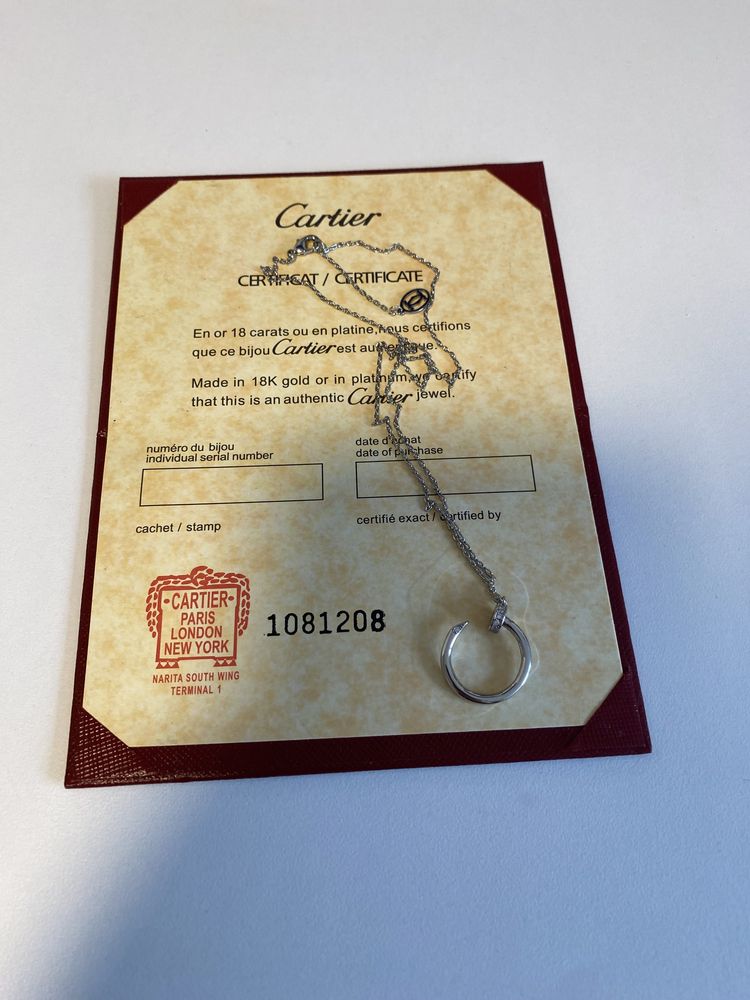 Cartier
CERTIFICAT / CERTIFICATE
En or 18 carats ou en platine, nous certifions
que ce bijou Cartier est authentique.
Made in 18K gold or in platinum, we certify
that this is an authentic Cartier jewel.
numéro du bijou
individual serial number
date d'echat
date of purchase
cachet / stamp
certifié exact / certified by
CARTIER
PARIS
LONDON
NEW YORK
1081208
NARITA SOUTH WING
TERMINAL 1